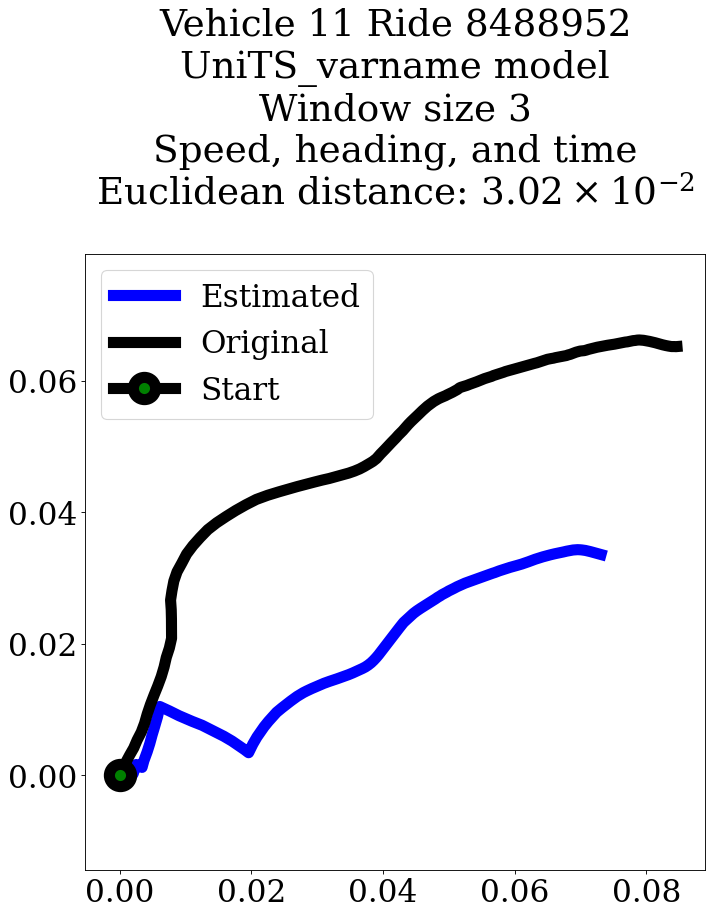 Vehicle 11 Ride 8488952
UniTS_varname model
Window size 3
Speed, heading, and time
Euclidean distance: 3.02 × 10⁻²
Estimated
Original
Start
0.06
0.04
0.02
0.00
0.00 0.02 0.04 0.06 0.08